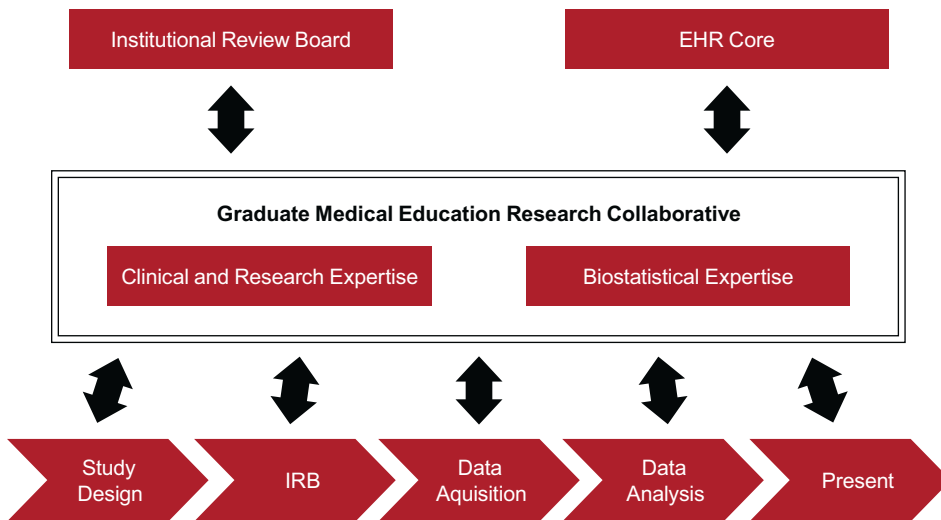 Institutional Review Board
EHR Core
Graduate Medical Education Research Collaborative
Clinical and Research Expertise
Biostatistical Expertise
Study
Design
IRB
Data
Aquisition
Data
Analysis
Present